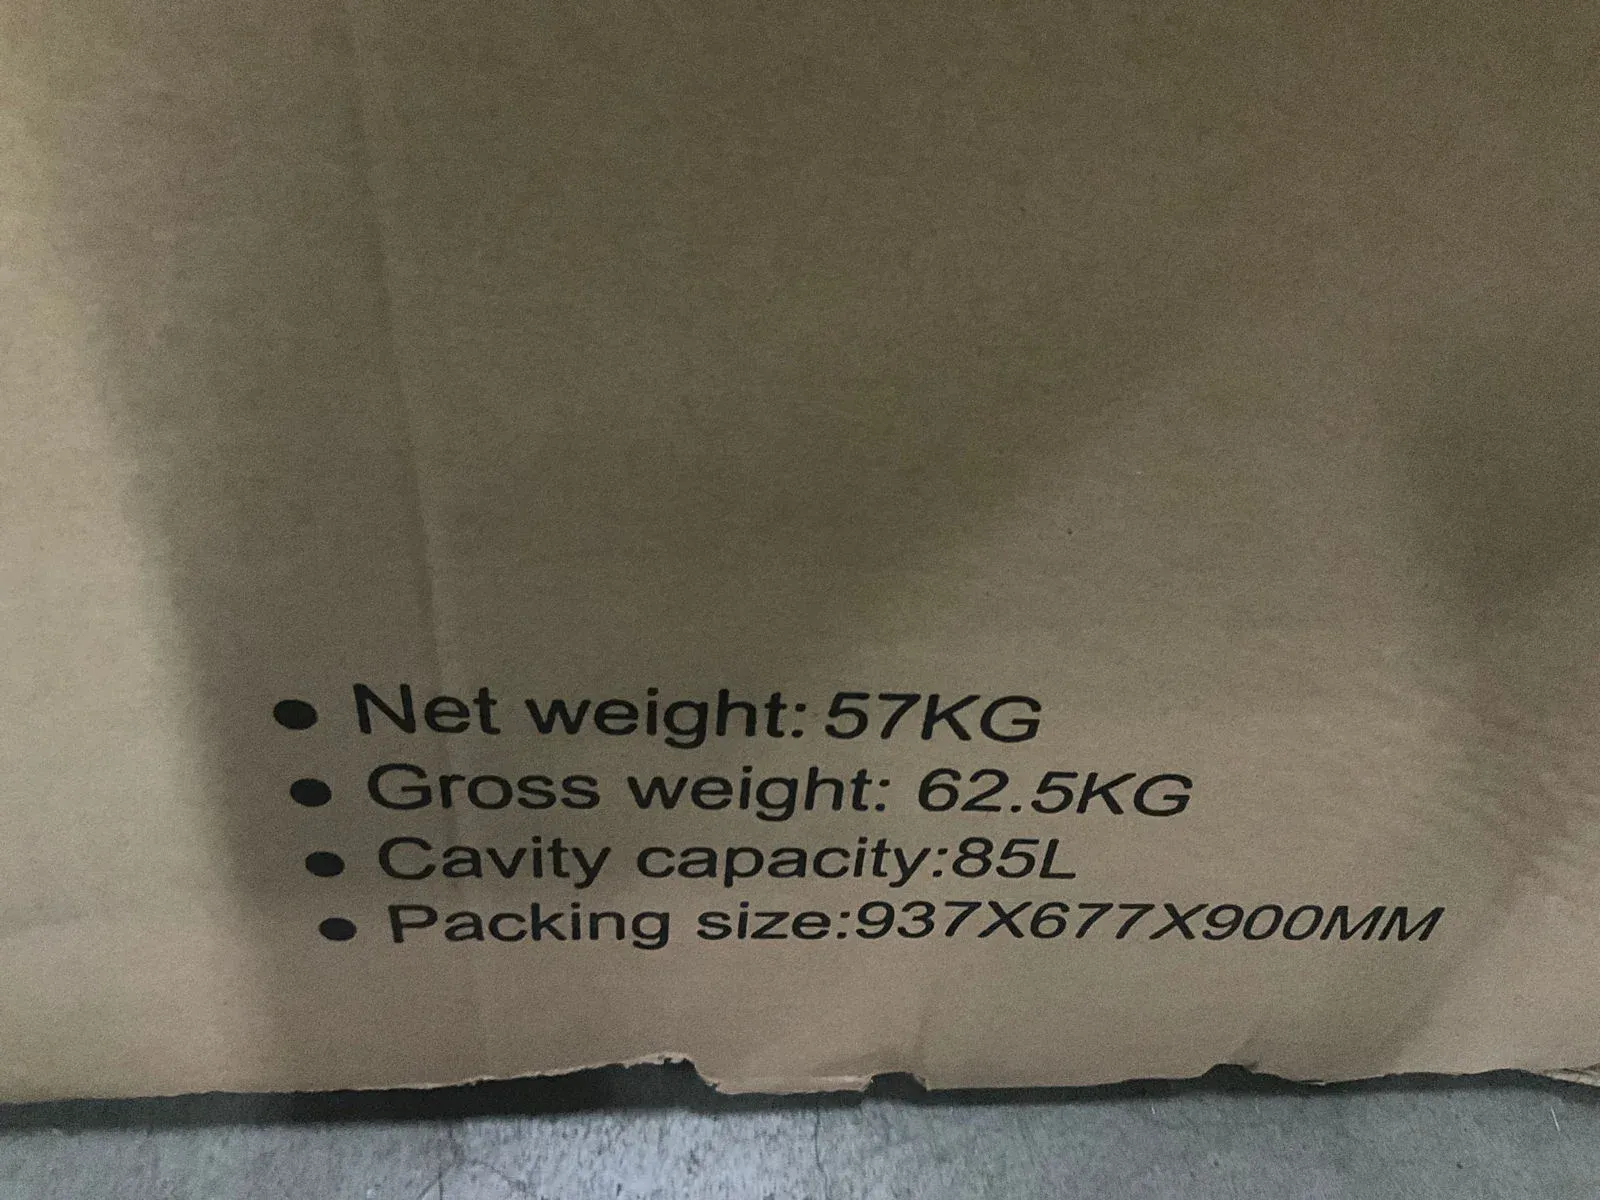 ● Net weight: 57KG
● Gross weight: 62.5KG
● Cavity capacity:85L
● Packing size:937X677X900MM